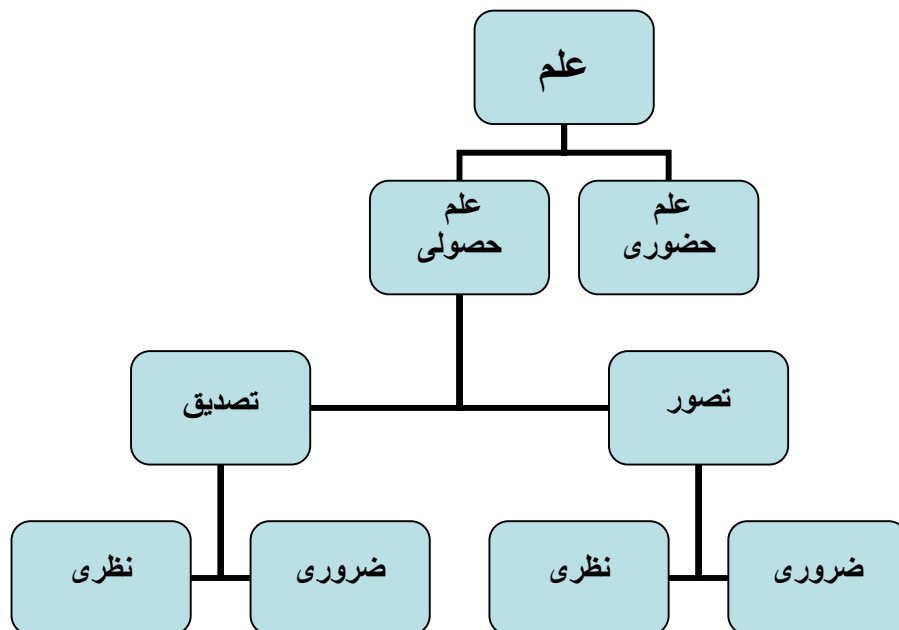 علم
علم
حضوری
علم
حصولی
تصور
تصدیق
ضروری
نظری
ضروری
نظری